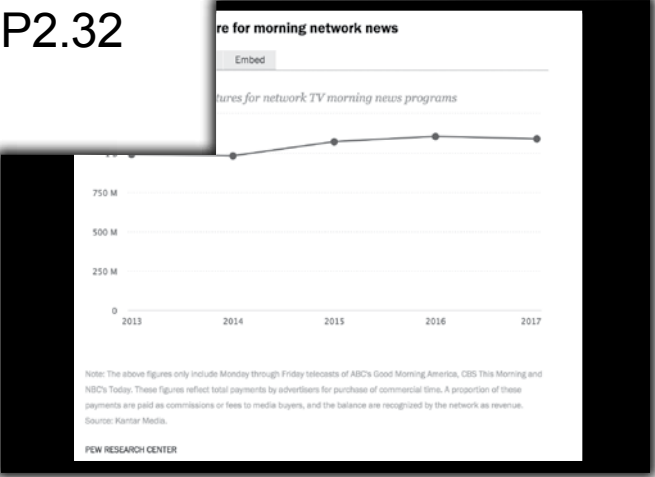 P2.32
re for morning network news
Embed
tures for network TV morning news programs
750 M
500 M
250 M
0
2013 2014 2015 2016 2017
Note: The above figures only include Monday through Friday telecasts of ABC's Good Morning America, CBS This Morning and
NBC's Today. These figures reflect total payments by advertisers for purchase of commercial time. A proportion of these
payments are paid as commissions or fees to media buyers, and the balance are recognized by the network as revenue.
Source: Kantar Media.
PEW RESEARCH CENTER